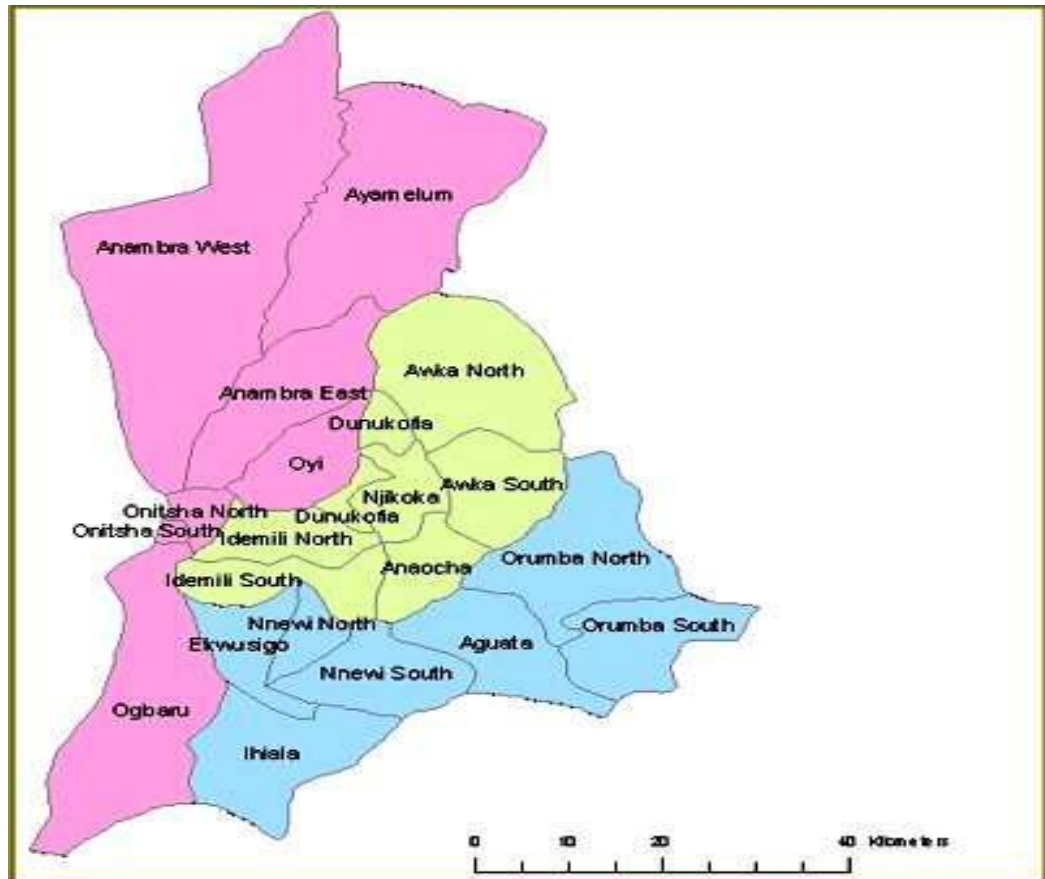 Ayamelum
Anambra West
Awka North
Anambra East
Dunukofia
Oyi
Awka South
Njikoka
Onitsha North
Dunukofia
Onitsha South
Idemili North
Orumba North
Anaocha
Idemili South
Nnewi North
Orumba South
Ekwusigo
Aguata
Nnewi South
Ogbaru
Ihiala
0 10 20 40 Kilometers